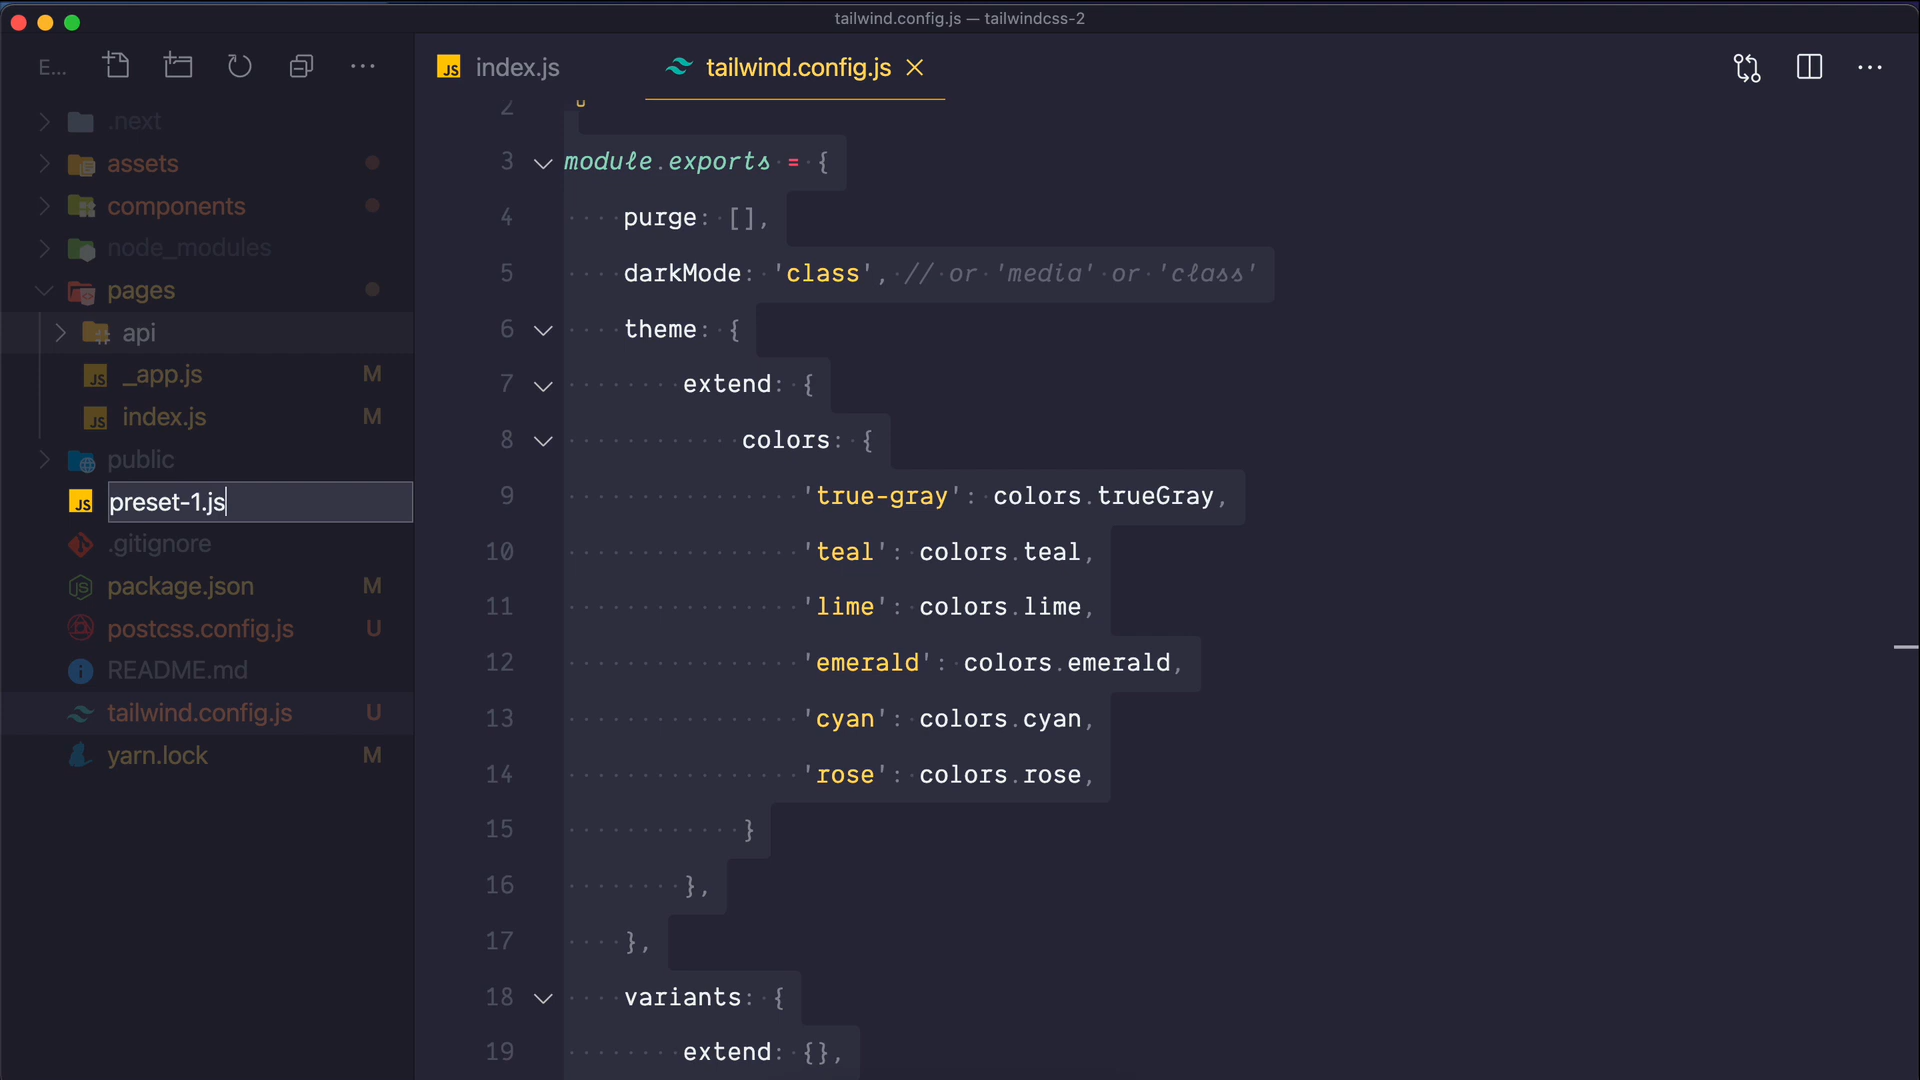 tailwind.config.js — tailwindcss-2
E...
index.js
tailwind.config.js
.next
assets
components
node_modules
pages
api
_app.js M
index.js M
public
preset-1.js
.gitignore
package.json M
postcss.config.js U
README.md
tailwind.config.js U
yarn.lock M
2
3 module.exports = {
4 purge: [],
5 darkMode: 'class', // or 'media' or 'class'
6 theme: {
7 extend: {
8 colors: {
9 'true-gray': colors.trueGray,
10 'teal': colors.teal,
11 'lime': colors.lime,
12 'emerald': colors.emerald,
13 'cyan': colors.cyan,
14 'rose': colors.rose,
15 }
16 },
17 },
18 variants: {
19 extend: {},